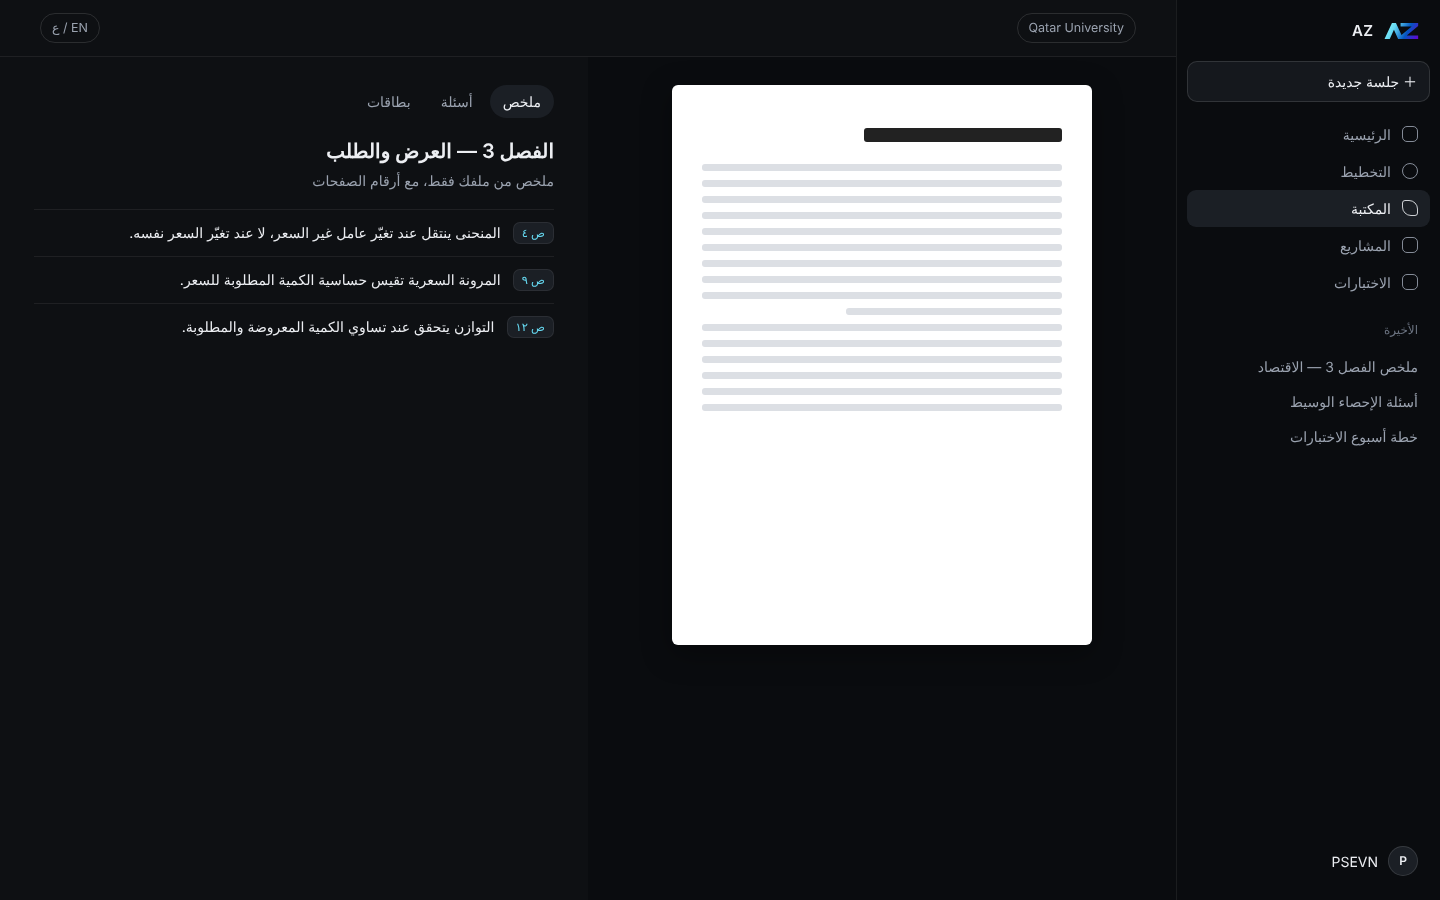 AZ
+ جلسة جديدة
الرئيسية
التخطيط
المكتبة
المشاريع
الاختبارات
الأخيرة
ملخص الفصل 3 — الاقتصاد
أسئلة الإحصاء الوسيط
خطة أسبوع الاختبارات
P PSEVN
Qatar University
ع / EN
ملخص
أسئلة
بطاقات
الفصل 3 — العرض والطلب
ملخص من ملفك فقط، مع أرقام الصفحات
ص ٤ المنحنى ينتقل عند تغيّر عامل غير السعر، لا عند تغيّر السعر نفسه.
ص ٩ المرونة السعرية تقيس حساسية الكمية المطلوبة للسعر.
ص ١٢ التوازن يتحقق عند تساوي الكمية المعروضة والمطلوبة.